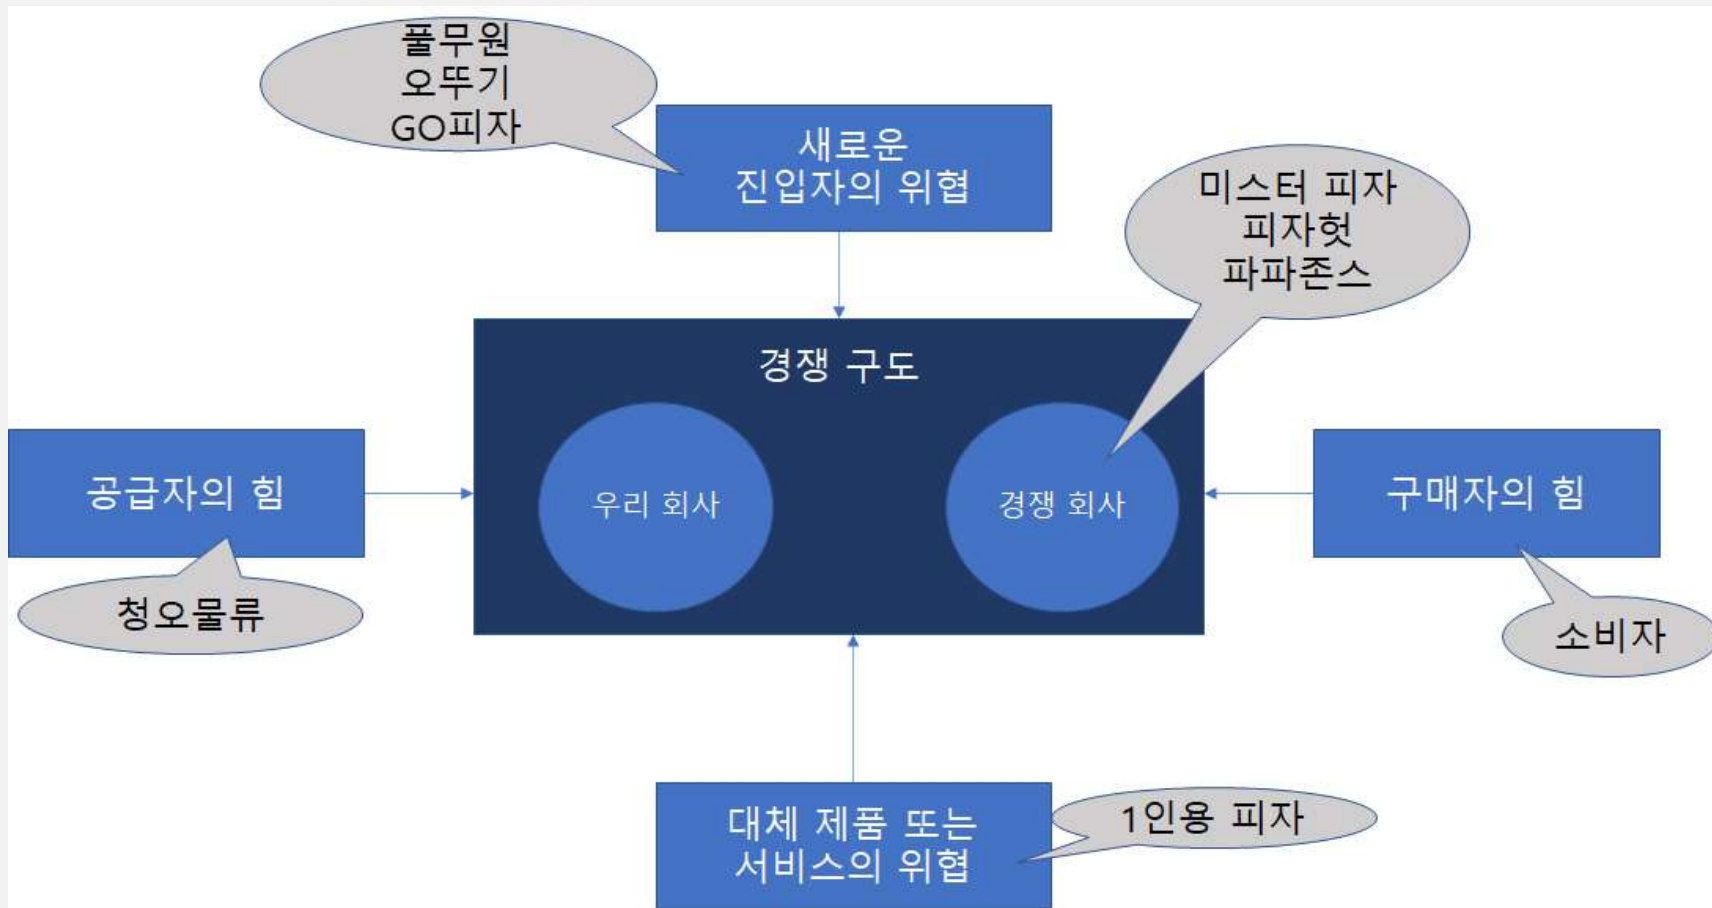 풀무원
오뚜기
GO피자
새로운
진입자의 위협
미스터 피자
피자헛
파파존스
경쟁 구도
공급자의 힘
우리 회사
경쟁 회사
구매자의 힘
청오물류
소비자
대체 제품 또는
서비스의 위협
1인용 피자